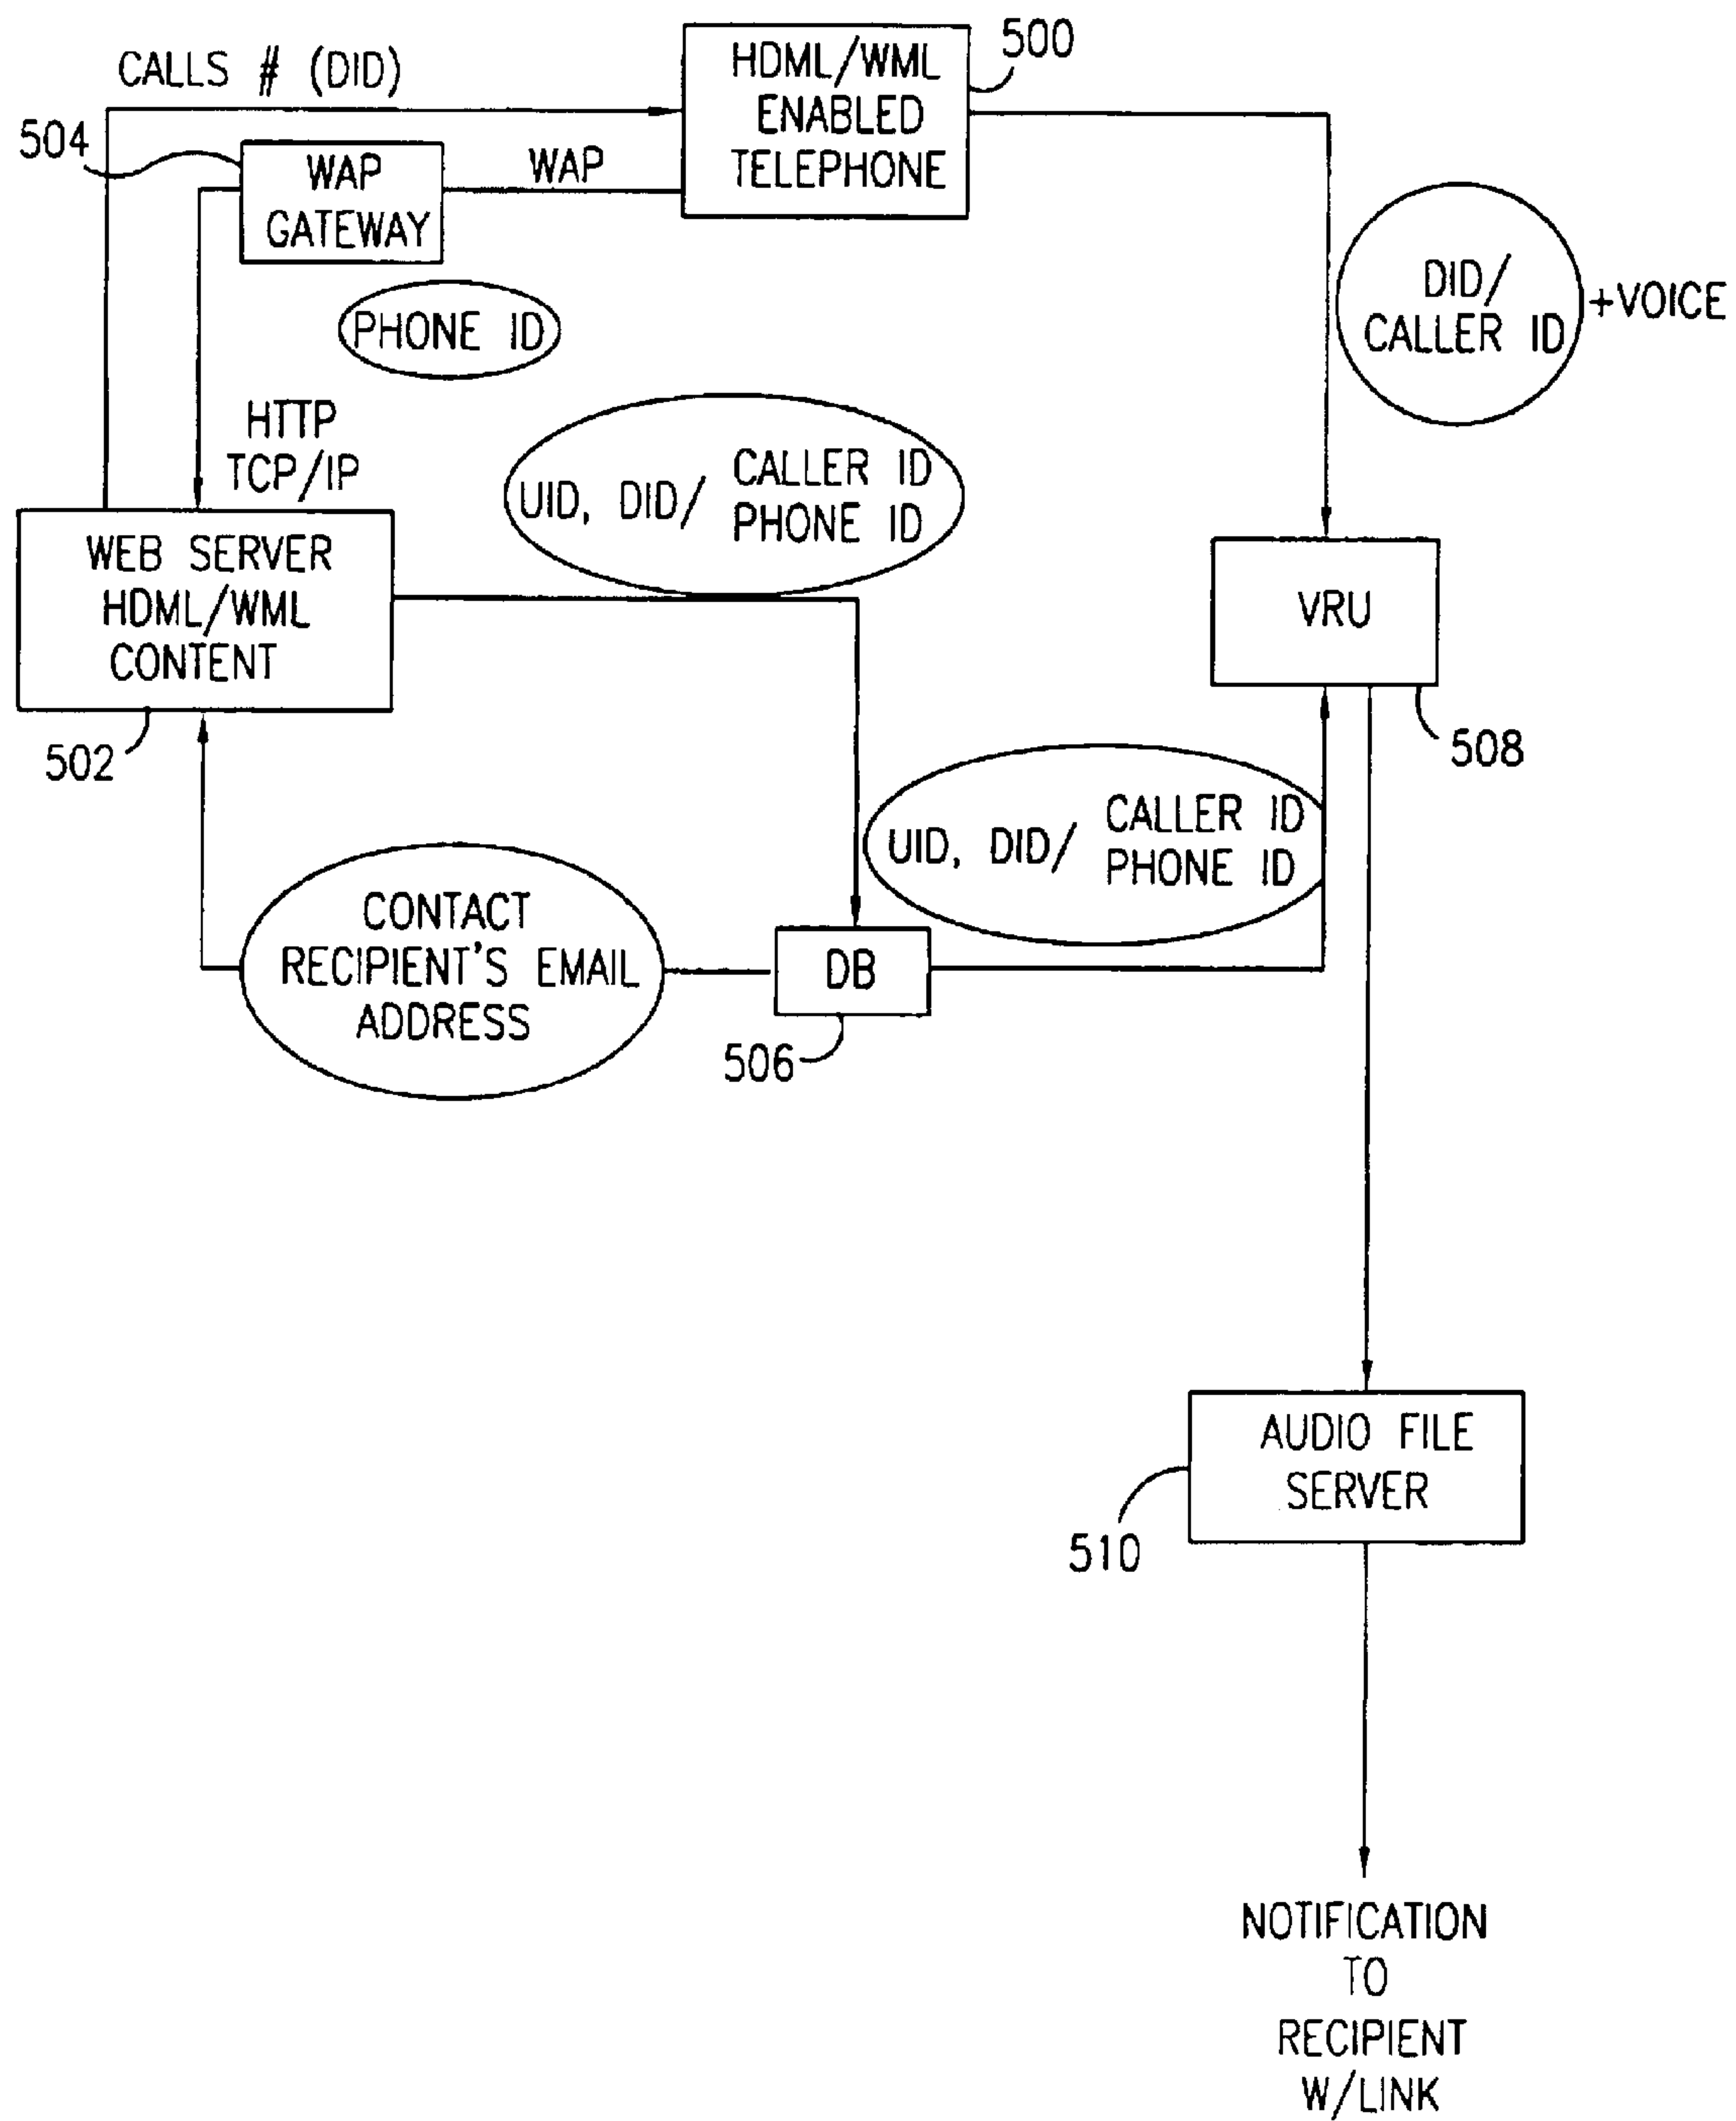 CALLS # (DID)
HDML/WML
ENABLED
TELEPHONE
500
504
WAP
GATEWAY
WAP
PHONE ID
DID/
CALLER ID
+VOICE
HTTP
TCP/IP
UID, DID/ CALLER ID
PHONE ID
WEB SERVER
HDML/WML
CONTENT
502
VRU
508
UID, DID/ CALLER ID
PHONE ID
CONTACT
RECIPIENT'S EMAIL
ADDRESS
DB
506
AUDIO FILE
SERVER
510
NOTIFICATION
TO
RECIPIENT
W/LINK